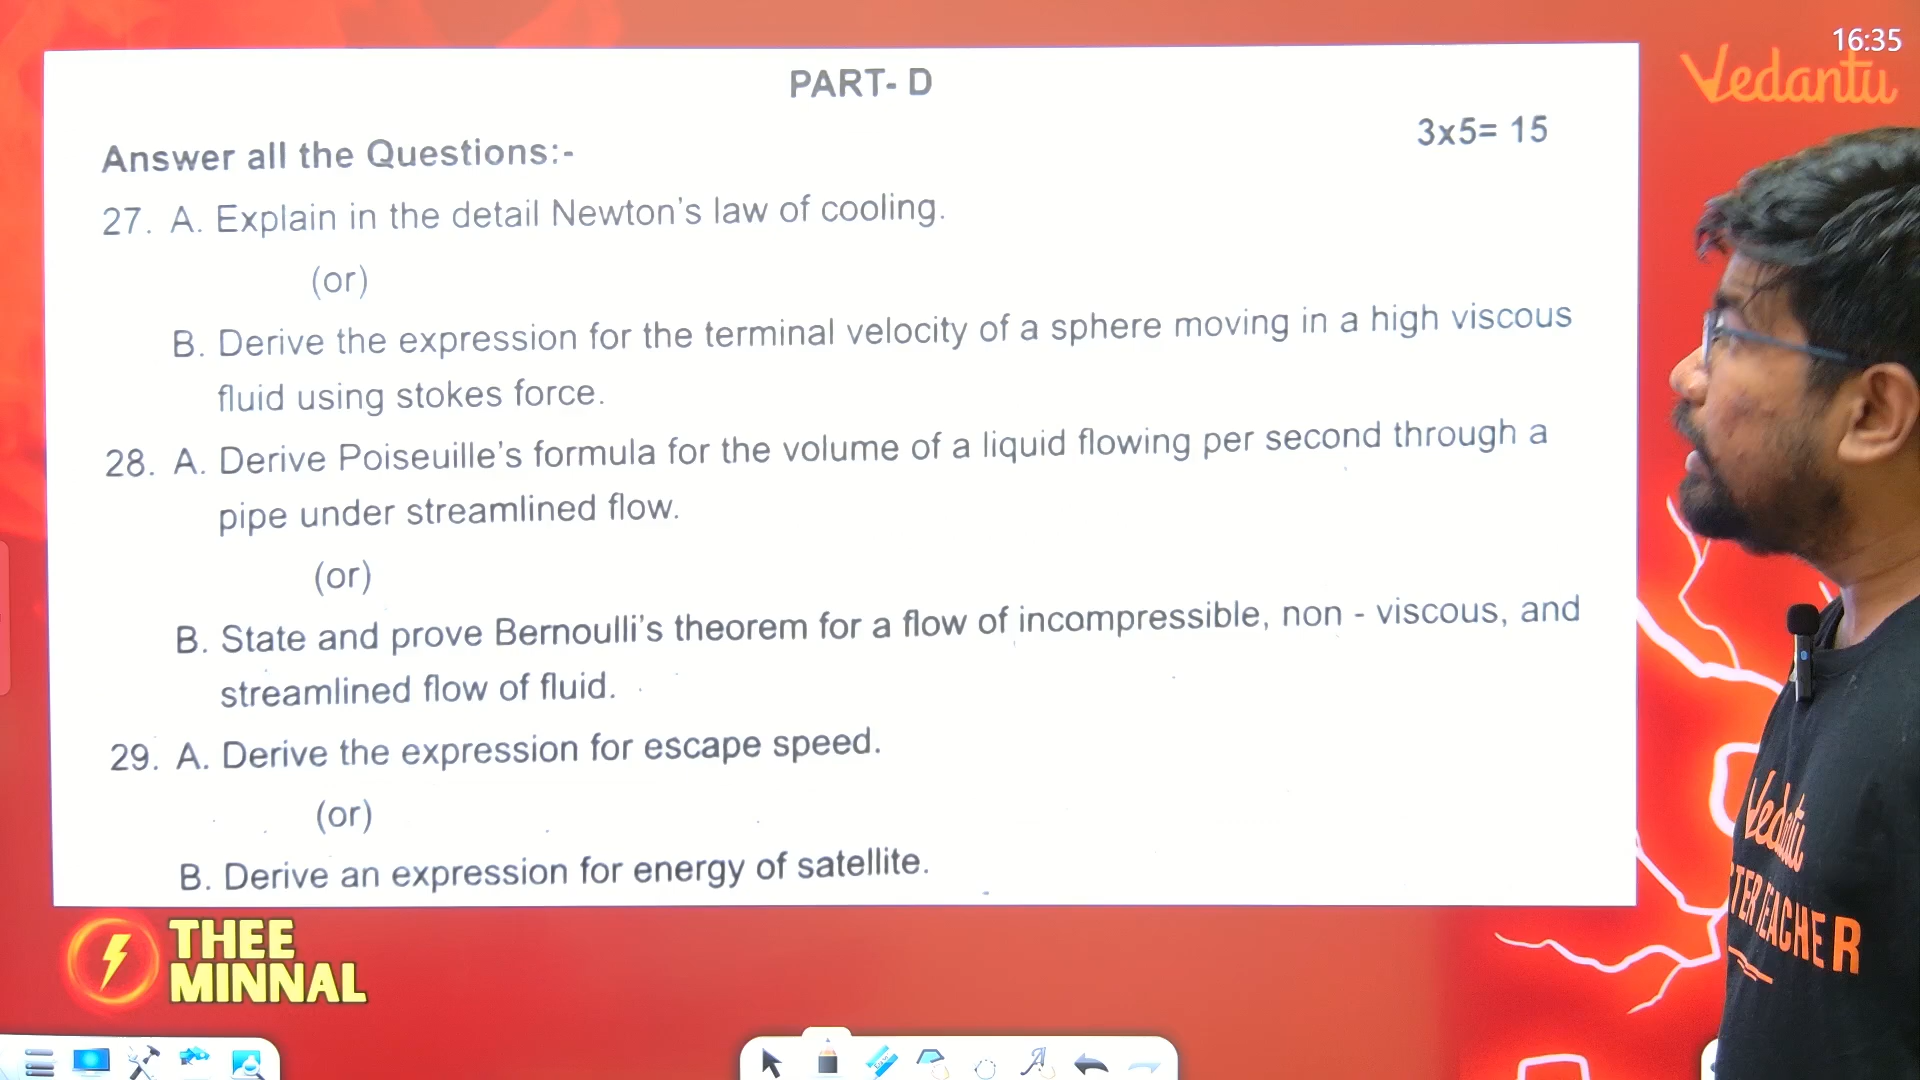 16:35
Vedantu
PART- D
3x5= 15
Answer all the Questions:-
27. A. Explain in the detail Newton's law of cooling.
(or)
B. Derive the expression for the terminal velocity of a sphere moving in a high viscous
fluid using stokes force.
28. A. Derive Poiseuille's formula for the volume of a liquid flowing per second through a
pipe under streamlined flow.
(or)
B. State and prove Bernoulli's theorem for a flow of incompressible, non - viscous, and
streamlined flow of fluid.
29. A. Derive the expression for escape speed.
(or)
B. Derive an expression for energy of satellite.
THEE
MINNAL
Vedantu
TEACHER